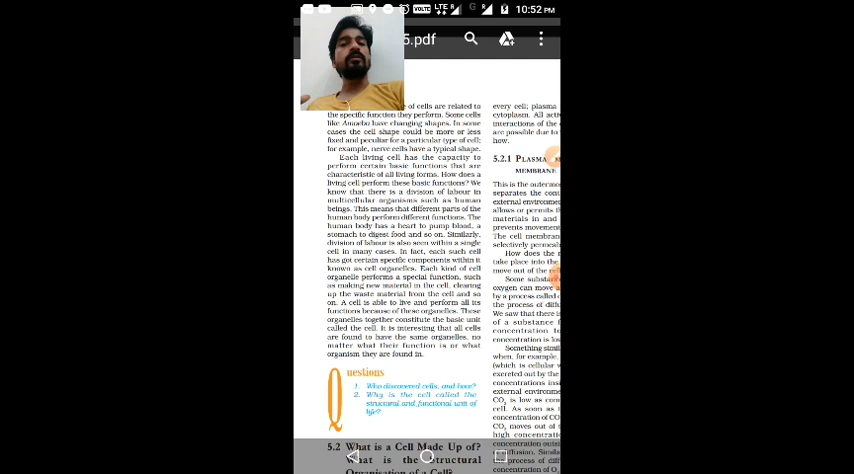 VOLTE LTE R G R 10:52 PM
5.pdf
e of cells are related to
the specific function they perform. Some cells
like Amoeba have changing shapes. In some
cases the cell shape could be more or less
fixed and peculiar for a particular type of cell;
for example, nerve cells have a typical shape.
Each living cell has the capacity to
perform certain basic functions that are
characteristic of all living forms. How does a
living cell perform these basic functions? We
know that there is a division of labour in
multicellular organisms such as human
beings. This means that different parts of the
human body perform different functions. The
human body has a heart to pump blood, a
stomach to digest food and so on. Similarly,
division of labour is also seen within a single
cell in many cases. In fact, each such cell
has got certain specific components within it
known as cell organelles. Each kind of cell
organelle performs a special function, such
as making new material in the cell, clearing
up the waste material from the cell and so
on. A cell is able to live and perform all its
functions because of these organelles. These
organelles together constitute the basic unit
called the cell. It is interesting that all cells
are found to have the same organelles, no
matter what their function is or what
organism they are found in.
Questions
1. Who discovered cells, and how?
2. Why is the cell called the
structural and functional unit of
life?
5.2 What is a Cell Made Up of?
What is the Structural
Organisation of a Cell?
every cell; plasma
cytoplasm. All acti
interactions of the
are possible due to
how.
5.2.1 PLASMA
MEMBRANE
This is the outermo
separates the cont
external environme
allows or permits th
materials in and
prevents movemen
The cell membran
selectively permeab
How does the
take place into the
move out of the ce
Some substan
oxygen can move a
by a process called d
the process of diffu
We saw that there is
of a substance f
concentration to
concentration is lo
Something simil
when, for example,
(which is cellular w
excreted out by the
concentrations insi
external environme
CO2 is low as com
cell. As soon as t
concentration of CO
CO2 moves out of t
high concentratio
concentration outsi
diffusion. Simila
process of dif
concentration of O